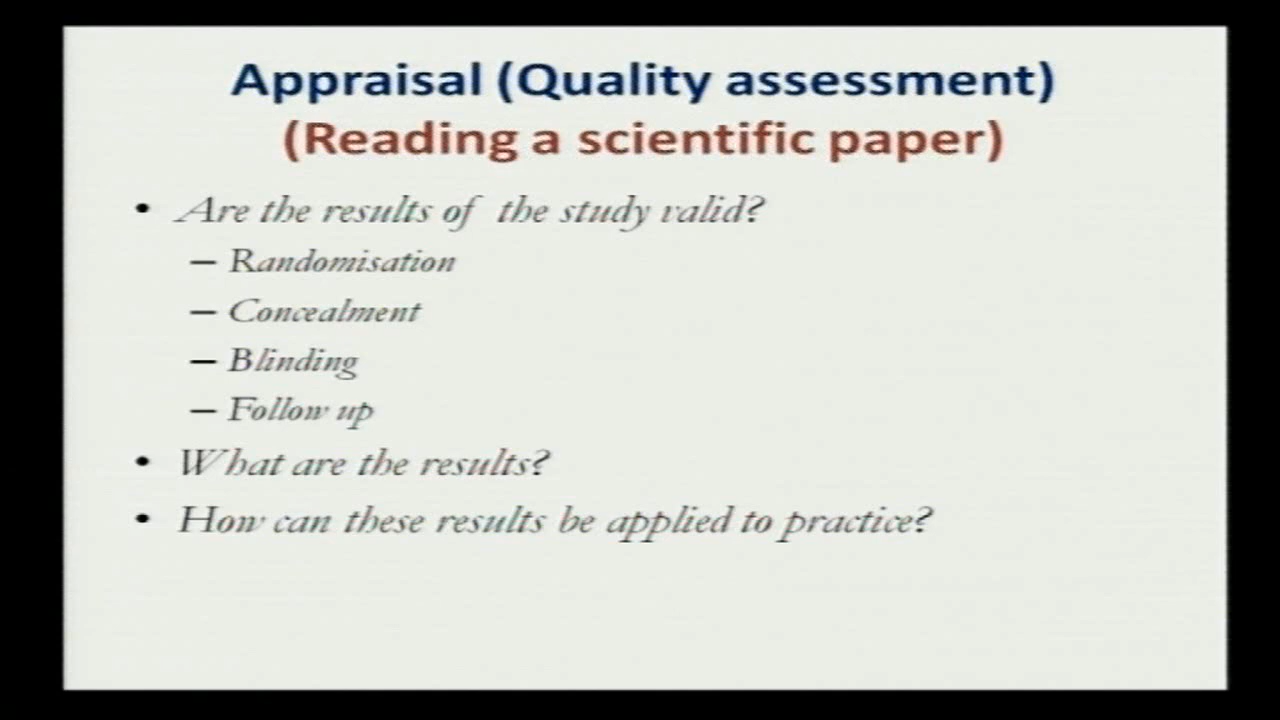 Appraisal (Quality assessment)
(Reading a scientific paper)
• Are the results of the study valid?
– Randomisation
– Concealment
– Blinding
– Follow up
• What are the results?
• How can these results be applied to practice?